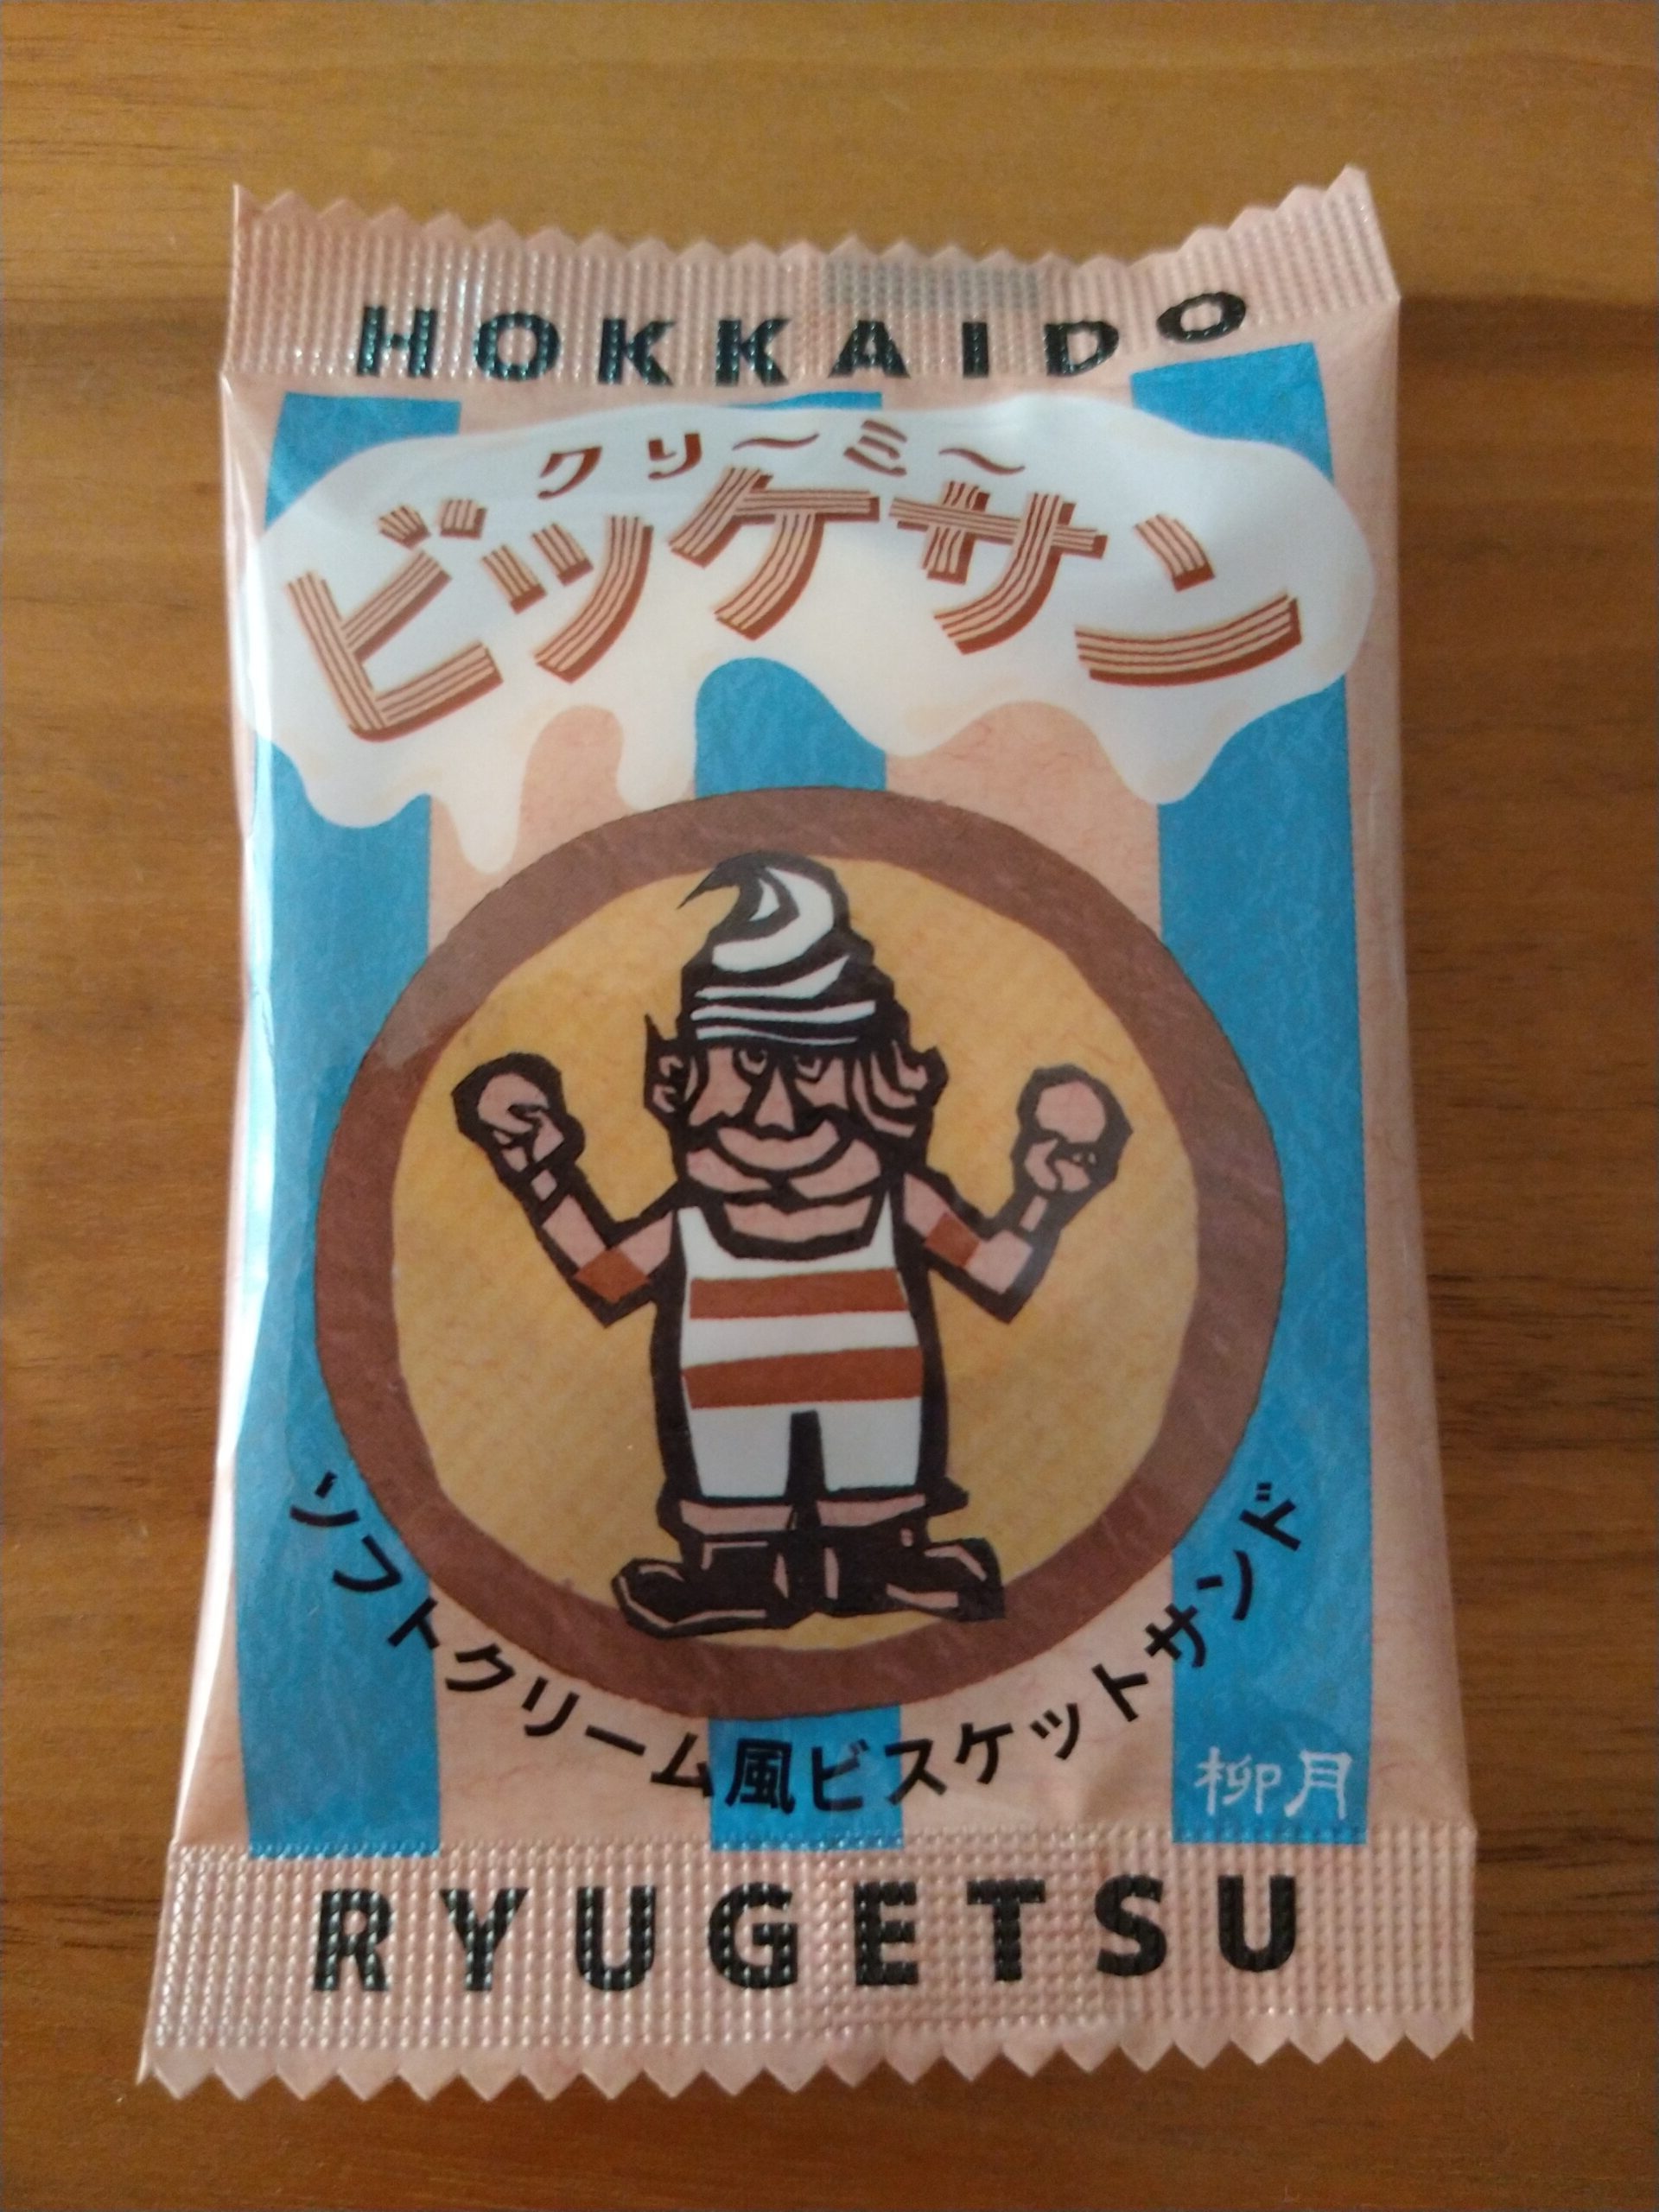 HOKKAIDO
クリ〜ミ〜
ビッケサン
ソフトクリーム風ビスケットサンド
柳月
RYUGETSU